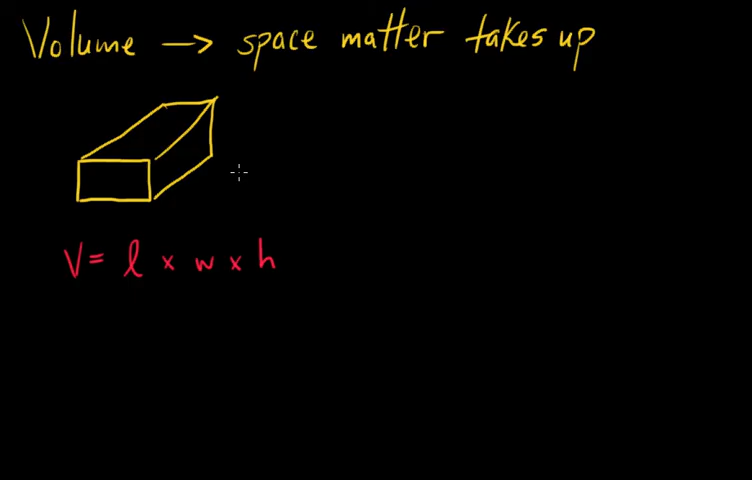 Volume → space matter takes up
V = l x w x h